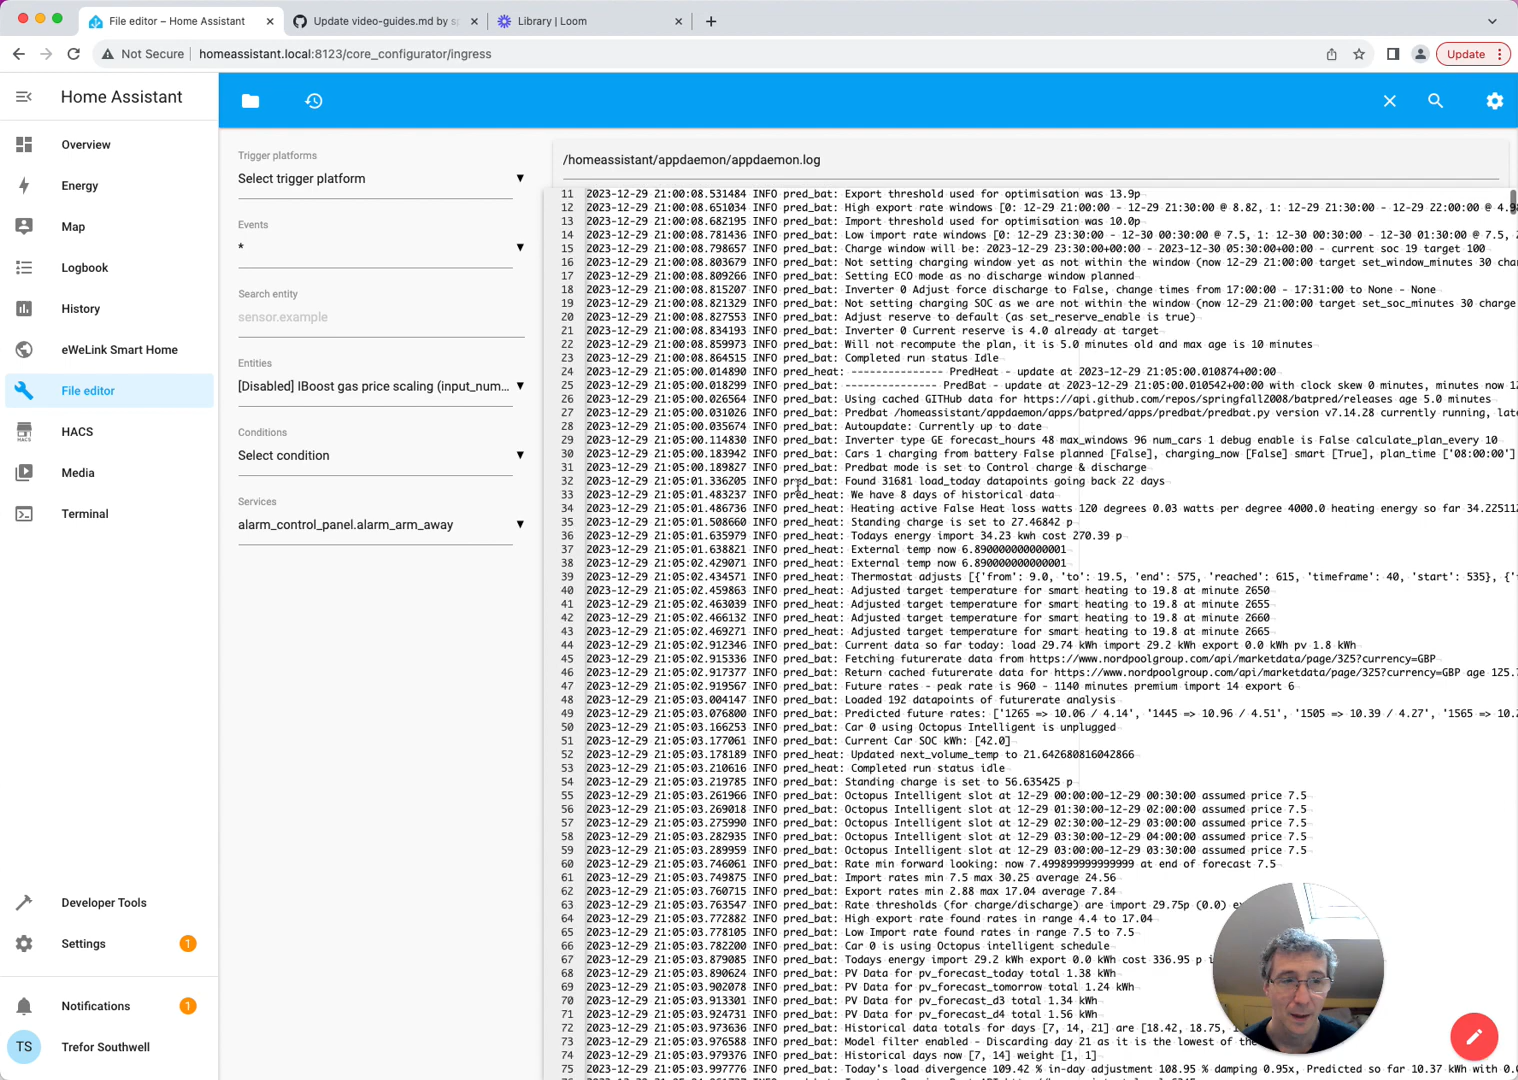 File editor – Home Assistant
Update video-guides.md by s
Library | Loom
Not Secure
homeassistant.local:8123/core_configurator/ingress
Update
Home Assistant
Overview
Energy
Map
Logbook
History
eWeLink Smart Home
File editor
HACS
Media
Terminal
Developer Tools
Settings
1
Notifications
1
TS
Trefor Southwell
Trigger platforms
Select trigger platform
Events
*
Search entity
sensor.example
Entities
[Disabled] IBoost gas price scaling (input_num...
Conditions
Select condition
Services
alarm_control_panel.alarm_arm_away
/homeassistant/appdaemon/appdaemon.log
11 2023-12-29 21:00:08.531484 INFO pred_bat: Export threshold used for optimisation was 13.9p
12 2023-12-29 21:00:08.651034 INFO pred_bat: High export rate windows [0: 12-29 21:00:00 - 12-29 21:30:00 @ 8.82, 1: 12-29 21:30:00 - 12-29 22:00:00 @ 4.98
13 2023-12-29 21:00:08.682195 INFO pred_bat: Import threshold used for optimisation was 10.0p
14 2023-12-29 21:00:08.781436 INFO pred_bat: Low import rate windows [0: 12-29 23:30:00 - 12-30 00:30:00 @ 7.5, 1: 12-30 00:30:00 - 12-30 01:30:00 @ 7.5,
15 2023-12-29 21:00:08.798657 INFO pred_bat: Charge window will be: 2023-12-29 23:30:00+00:00 - 2023-12-30 05:30:00+00:00 - current soc 19 target 100
16 2023-12-29 21:00:08.803679 INFO pred_bat: Not setting charging window yet as not within the window (now 12-29 21:00:00 target set_window_minutes 30 char
17 2023-12-29 21:00:08.809266 INFO pred_bat: Setting ECO mode as no discharge window planned
18 2023-12-29 21:00:08.815207 INFO pred_bat: Inverter 0 Adjust force discharge to False, change times from 17:00:00 - 17:31:00 to None - None
19 2023-12-29 21:00:08.821329 INFO pred_bat: Not setting charging SOC as we are not within the window (now 12-29 21:00:00 target set_soc_minutes 30 charge
20 2023-12-29 21:00:08.827553 INFO pred_bat: Adjust reserve to default (as set_reserve_enable is true)
21 2023-12-29 21:00:08.834193 INFO pred_bat: Inverter 0 Current reserve is 4.0 already at target
22 2023-12-29 21:00:08.859973 INFO pred_bat: Will not recompute the plan, it is 5.0 minutes old and max age is 10 minutes
23 2023-12-29 21:00:08.864515 INFO pred_bat: Completed run status Idle
24 2023-12-29 21:05:00.014890 INFO pred_heat: --------------- PredHeat - update at 2023-12-29 21:05:00.010874+00:00
25 2023-12-29 21:05:00.018299 INFO pred_bat: --------------- PredBat - update at 2023-12-29 21:05:00.010542+00:00 with clock skew 0 minutes, minutes now 12
26 2023-12-29 21:05:00.026564 INFO pred_bat: Using cached GITHub data for https://api.github.com/repos/springfall2008/batpred/releases age 5.0 minutes
27 2023-12-29 21:05:00.031026 INFO pred_bat: Predbat /homeassistant/appdaemon/apps/batpred/apps/predbat/predbat.py version v7.14.28 currently running, late
28 2023-12-29 21:05:00.035674 INFO pred_bat: Autoupdate: Currently up to date
29 2023-12-29 21:05:00.114830 INFO pred_bat: Inverter type GE forecast_hours 48 max_windows 96 num_cars 1 debug enable is False calculate_plan_every 10
30 2023-12-29 21:05:00.183942 INFO pred_bat: Cars 1 charging from battery False planned [False], charging_now [False] smart [True], plan_time ['08:00:00']
31 2023-12-29 21:05:00.189827 INFO pred_bat: Predbat mode is set to Control charge & discharge
32 2023-12-29 21:05:01.336205 INFO pred_bat: Found 31681 load_today datapoints going back 22 days
33 2023-12-29 21:05:01.483237 INFO pred_heat: We have 8 days of historical data
34 2023-12-29 21:05:01.486736 INFO pred_heat: Heating active False Heat loss watts 120 degrees 0.03 watts per degree 4000.0 heating energy so far 34.225112
35 2023-12-29 21:05:01.508660 INFO pred_heat: Standing charge is set to 27.46842 p
36 2023-12-29 21:05:01.635979 INFO pred_heat: Todays energy import 34.23 kwh cost 270.39 p
37 2023-12-29 21:05:01.638821 INFO pred_heat: External temp now 6.890000000000001
38 2023-12-29 21:05:02.429071 INFO pred_heat: External temp now 6.890000000000001
39 2023-12-29 21:05:02.434571 INFO pred_heat: Thermostat adjusts [{'from': 9.0, 'to': 19.5, 'end': 575, 'reached': 615, 'timeframe': 40, 'start': 535}, {'
40 2023-12-29 21:05:02.459863 INFO pred_heat: Adjusted target temperature for smart heating to 19.8 at minute 2650
41 2023-12-29 21:05:02.463039 INFO pred_heat: Adjusted target temperature for smart heating to 19.8 at minute 2655
42 2023-12-29 21:05:02.466132 INFO pred_heat: Adjusted target temperature for smart heating to 19.8 at minute 2660
43 2023-12-29 21:05:02.469271 INFO pred_heat: Adjusted target temperature for smart heating to 19.8 at minute 2665
44 2023-12-29 21:05:02.912346 INFO pred_bat: Current data so far today: load 29.74 kWh import 29.2 kWh export 0.0 kWh pv 1.8 kWh
45 2023-12-29 21:05:02.915336 INFO pred_bat: Fetching futurerate data from https://www.nordpoolgroup.com/api/marketdata/page/325?currency=GBP
46 2023-12-29 21:05:02.917377 INFO pred_bat: Return cached futurerate data for https://www.nordpoolgroup.com/api/marketdata/page/325?currency=GBP age 125.7
47 2023-12-29 21:05:02.919567 INFO pred_bat: Future rates - peak rate is 960 - 1140 minutes premium import 14 export 6
48 2023-12-29 21:05:03.004147 INFO pred_bat: Loaded 192 datapoints of futurerate analysis
49 2023-12-29 21:05:03.076800 INFO pred_bat: Predicted future rates: ['1265 => 10.06 / 4.14', '1445 => 10.96 / 4.51', '1505 => 10.39 / 4.27', '1565 => 10.2
50 2023-12-29 21:05:03.166253 INFO pred_bat: Car 0 using Octopus Intelligent is unplugged
51 2023-12-29 21:05:03.177061 INFO pred_bat: Current Car SOC kWh: [42.0]
52 2023-12-29 21:05:03.178189 INFO pred_heat: Updated next_volume_temp to 21.642680816042866
53 2023-12-29 21:05:03.210616 INFO pred_heat: Completed run status idle
54 2023-12-29 21:05:03.219785 INFO pred_bat: Standing charge is set to 56.635425 p
55 2023-12-29 21:05:03.261966 INFO pred_bat: Octopus Intelligent slot at 12-29 00:00:00-12-29 00:30:00 assumed price 7.5
56 2023-12-29 21:05:03.269018 INFO pred_bat: Octopus Intelligent slot at 12-29 01:30:00-12-29 02:00:00 assumed price 7.5
57 2023-12-29 21:05:03.275990 INFO pred_bat: Octopus Intelligent slot at 12-29 02:30:00-12-29 03:00:00 assumed price 7.5
58 2023-12-29 21:05:03.282935 INFO pred_bat: Octopus Intelligent slot at 12-29 03:30:00-12-29 04:00:00 assumed price 7.5
59 2023-12-29 21:05:03.289959 INFO pred_bat: Octopus Intelligent slot at 12-29 03:00:00-12-29 03:30:00 assumed price 7.5
60 2023-12-29 21:05:03.746061 INFO pred_bat: Rate min forward looking: now 7.499899999999999 at end of forecast 7.5
61 2023-12-29 21:05:03.749875 INFO pred_bat: Import rates min 7.5 max 30.25 average 24.56
62 2023-12-29 21:05:03.760715 INFO pred_bat: Export rates min 2.88 max 17.04 average 7.84
63 2023-12-29 21:05:03.763547 INFO pred_bat: Rate thresholds (for charge/discharge) are import 29.75p (0.0) e
64 2023-12-29 21:05:03.772882 INFO pred_bat: High export rate found rates in range 4.4 to 17.04
65 2023-12-29 21:05:03.778105 INFO pred_bat: Low Import rate found rates in range 7.5 to 7.5
66 2023-12-29 21:05:03.782200 INFO pred_bat: Car 0 is using Octopus intelligent schedule
67 2023-12-29 21:05:03.879085 INFO pred_bat: Todays energy import 29.2 kWh export 0.0 kWh cost 336.95 p i
68 2023-12-29 21:05:03.890624 INFO pred_bat: PV Data for pv_forecast_today total 1.38 kWh
69 2023-12-29 21:05:03.902078 INFO pred_bat: PV Data for pv_forecast_tomorrow total 1.24 kWh
70 2023-12-29 21:05:03.913301 INFO pred_bat: PV Data for pv_forecast_d3 total 1.34 kWh
71 2023-12-29 21:05:03.924731 INFO pred_bat: PV Data for pv_forecast_d4 total 1.56 kWh
72 2023-12-29 21:05:03.973636 INFO pred_bat: Historical data totals for days [7, 14, 21] are [18.42, 18.75,
73 2023-12-29 21:05:03.976588 INFO pred_bat: Model filter enabled - Discarding day 21 as it is the lowest of the
74 2023-12-29 21:05:03.979376 INFO pred_bat: Historical days now [7, 14] weight [1, 1]
75 2023-12-29 21:05:03.997776 INFO pred_bat: Today's load divergence 109.42 % in-day adjustment 108.95 % damping 0.95x, Predicted so far 10.37 kWh with 0.0